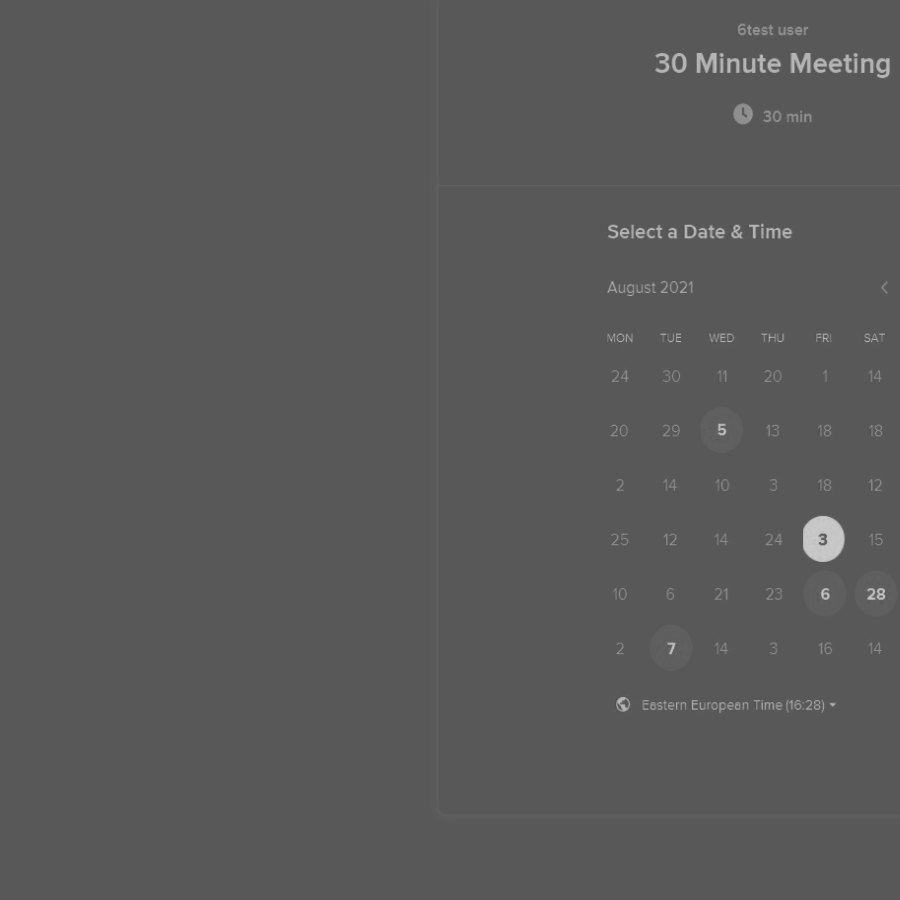 6test user
30 Minute Meeting
30 min
Select a Date & Time
August 2021
MON TUE WED THU FRI SAT
24 30 11 20 1 14
20 29 5 13 18 18
2 14 10 3 18 12
25 12 14 24 3 15
10 6 21 23 6 28
2 7 14 3 16 14
Eastern European Time (16:28)